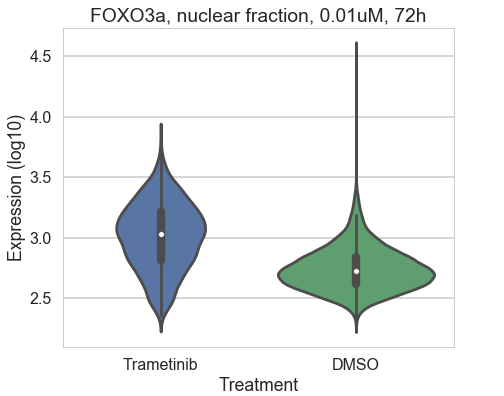 FOXO3a, nuclear fraction, 0.01uM, 72h
Expression (log10)
4.5
4.0
3.5
3.0
2.5
Trametinib
DMSO
Treatment